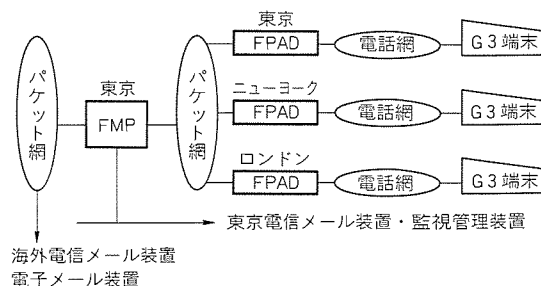 パケット網
東京
FMP
パケット網
東京
FPAD
電話網
G3端末
ニューヨーク
FPAD
電話網
G3端末
ロンドン
FPAD
電話網
G3端末
東京電信メール装置・監視管理装置
海外電信メール装置
電子メール装置